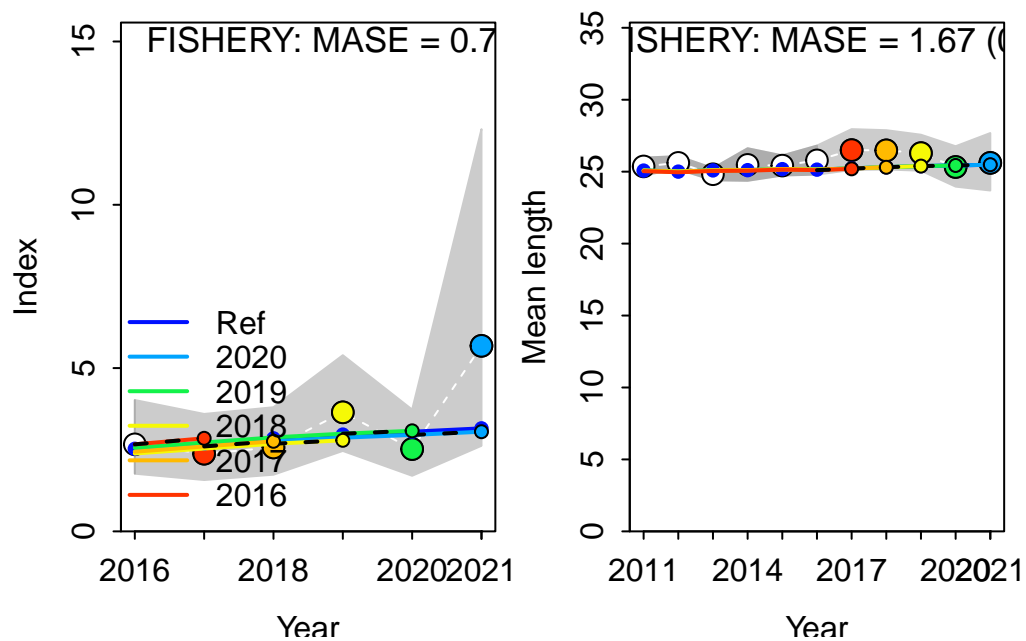 FISHERY: MASE = 0.7
Index
15
10
5
0
Ref
2020
2019
2018
2017
2016
2016 2018 2020 2021
Year
ISHERY: MASE = 1.67 (
Mean length
35
30
25
20
15
10
5
0
2011 2014 2017 2020 2021
Year